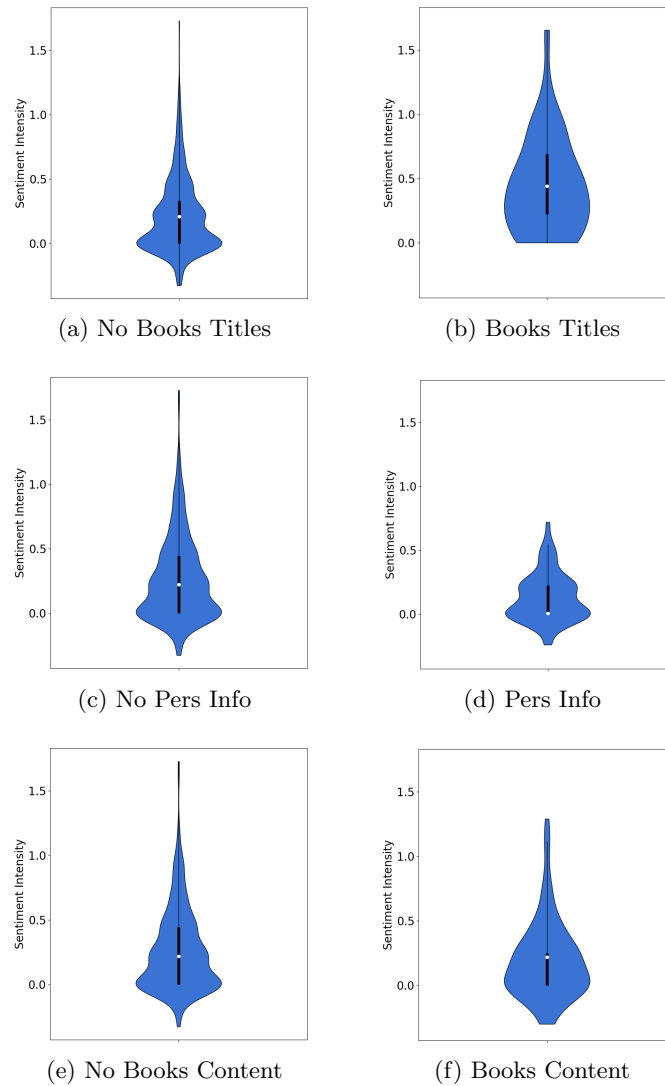 1.5
1.0
0.5
0.0
Sentiment Intensity
(a) No Books Titles
1.5
1.0
0.5
0.0
Sentiment Intensity
(b) Books Titles
1.5
1.0
0.5
0.0
Sentiment Intensity
(c) No Pers Info
1.5
1.0
0.5
0.0
Sentiment Intensity
(d) Pers Info
1.5
1.0
0.5
0.0
Sentiment Intensity
(e) No Books Content
1.5
1.0
0.5
0.0
Sentiment Intensity
(f) Books Content